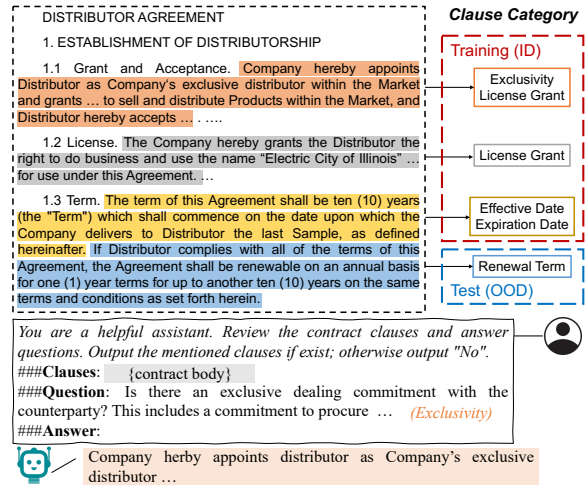 DISTRIBUTOR AGREEMENT
1. ESTABLISHMENT OF DISTRIBUTORSHIP
1.1 Grant and Acceptance. Company hereby appoints
Distributor as Company's exclusive distributor within the Market
and grants … to sell and distribute Products within the Market, and
Distributor hereby accepts … . ….
1.2 License. The Company hereby grants the Distributor the
right to do business and use the name “Electric City of Illinois” …
for use under this Agreement. …
1.3 Term. The term of this Agreement shall be ten (10) years
(the "Term") which shall commence on the date upon which the
Company delivers to Distributor the last Sample, as defined
hereinafter. If Distributor complies with all of the terms of this
Agreement, the Agreement shall be renewable on an annual basis
for one (1) year terms for up to another ten (10) years on the same
terms and conditions as set forth herein.
Clause Category
Training (ID)
Exclusivity
License Grant
License Grant
Effective Date
Expiration Date
Renewal Term
Test (OOD)
You are a helpful assistant. Review the contract clauses and answer
questions. Output the mentioned clauses if exist; otherwise output "No".
###Clauses: {contract body}
###Question: Is there an exclusive dealing commitment with the
counterparty? This includes a commitment to procure … (Exclusivity)
###Answer:
Company herby appoints distributor as Company's exclusive
distributor …